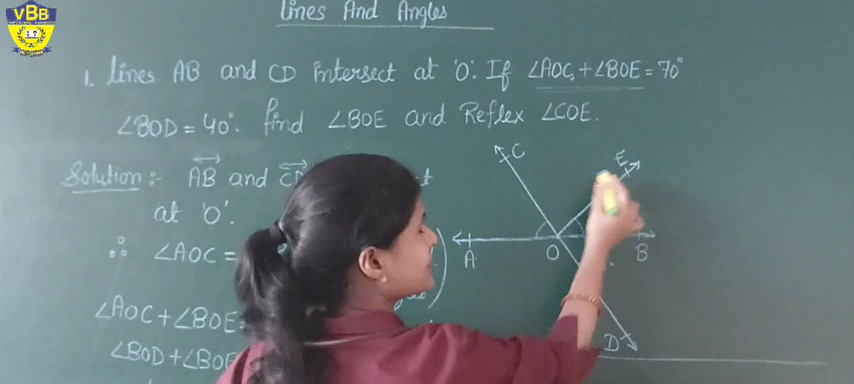 VBB
Lines And Angles
1. Lines AB and CD intersect at 'O'. If ∠AOC + ∠BOE = 70°
∠BOD = 40°. Find ∠BOE and Reflex ∠COE.
Solution :- AB and CD
at 'O'.
∴ ∠AOC =
∠AOC + ∠BOE =
∠BOD + ∠BOE
C
E
A
O
B
D